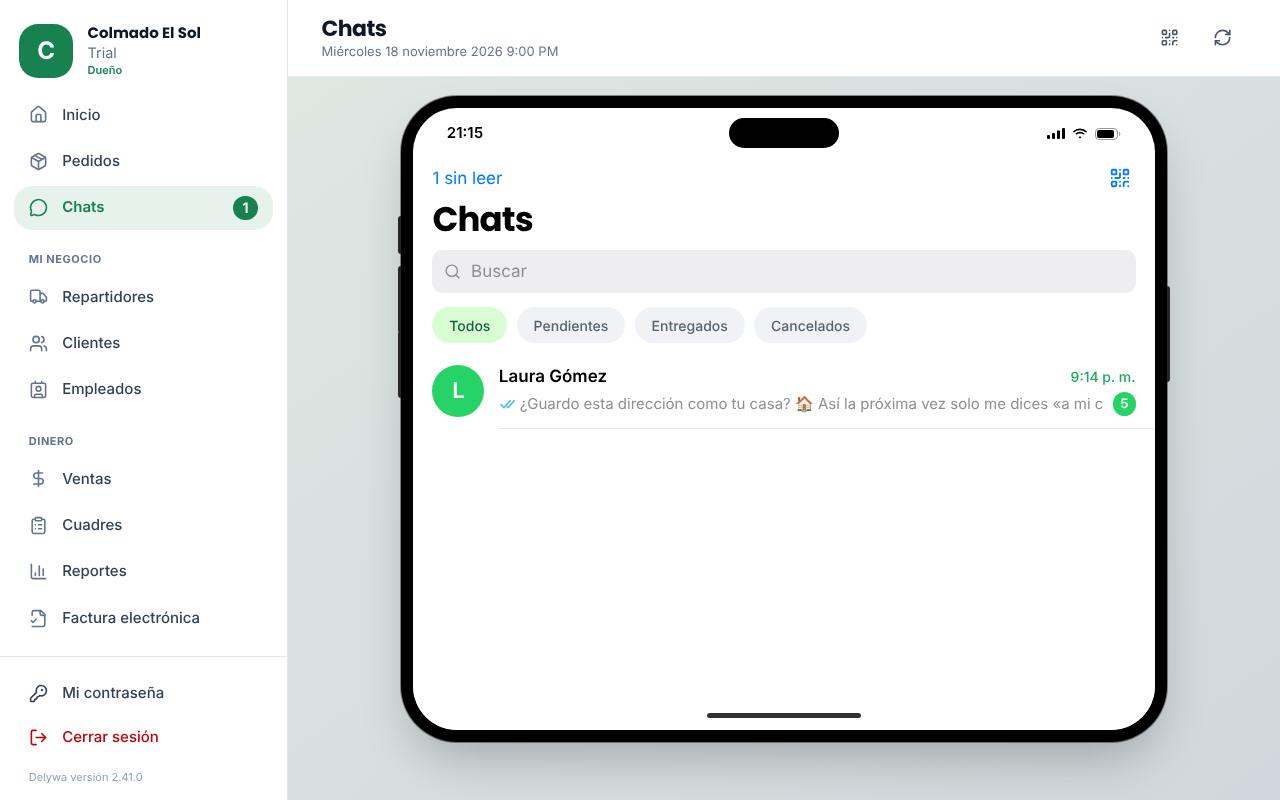 C
Colmado El Sol
Trial
Dueño
Inicio
Pedidos
Chats 1
MI NEGOCIO
Repartidores
Clientes
Empleados
DINERO
Ventas
Cuadres
Reportes
Factura electrónica
Mi contraseña
Cerrar sesión
Delywa versión 2.41.0
Chats
Miércoles 18 noviembre 2026 9:00 PM
21:15
1 sin leer
Chats
Buscar
Todos Pendientes Entregados Cancelados
L
Laura Gómez 9:14 p. m.
¿Guardo esta dirección como tu casa? 🏠 Así la próxima vez solo me dices «a mi c 5